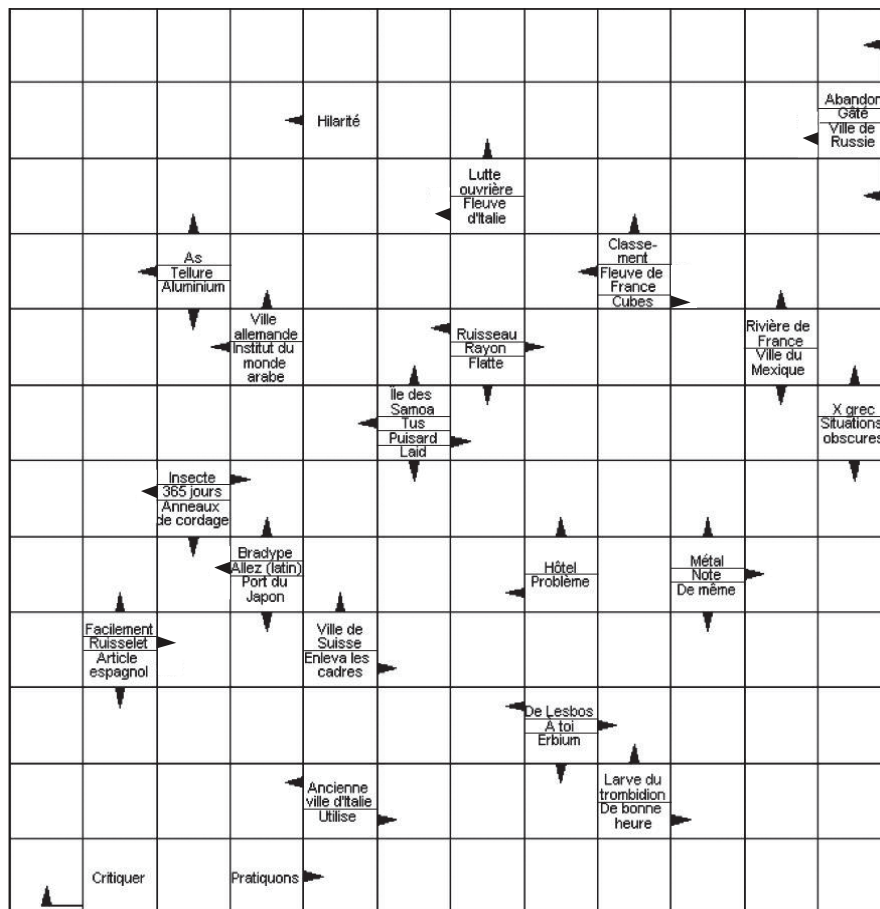 Hilarité
Abandon
Gâté
Ville de
Russie
Lutte
ouvrière
Fleuve
d'Italie
As
Tellure
Aluminium
Classe-
ment
Fleuve de
France
Cubes
Ville
allemande
Institut du
monde
arabe
Ruisseau
Rayon
Flatte
Rivière de
France
Ville du
Mexique
Île des
Samoa
Tus
Puisard
Laid
X grec
Situations
obscures
Insecte
365 jours
Anneaux
de cordage
Bradype
Allez (latin)
Port du
Japon
Hôtel
Problème
Métal
Note
De même
Facilement
Ruisselet
Article
espagnol
Ville de
Suisse
Enleva les
cadres
De Lesbos
À toi
Erbium
Ancienne
ville d'Italie
Utilise
Larve du
trombidion
De bonne
heure
Critiquer
Pratiquons